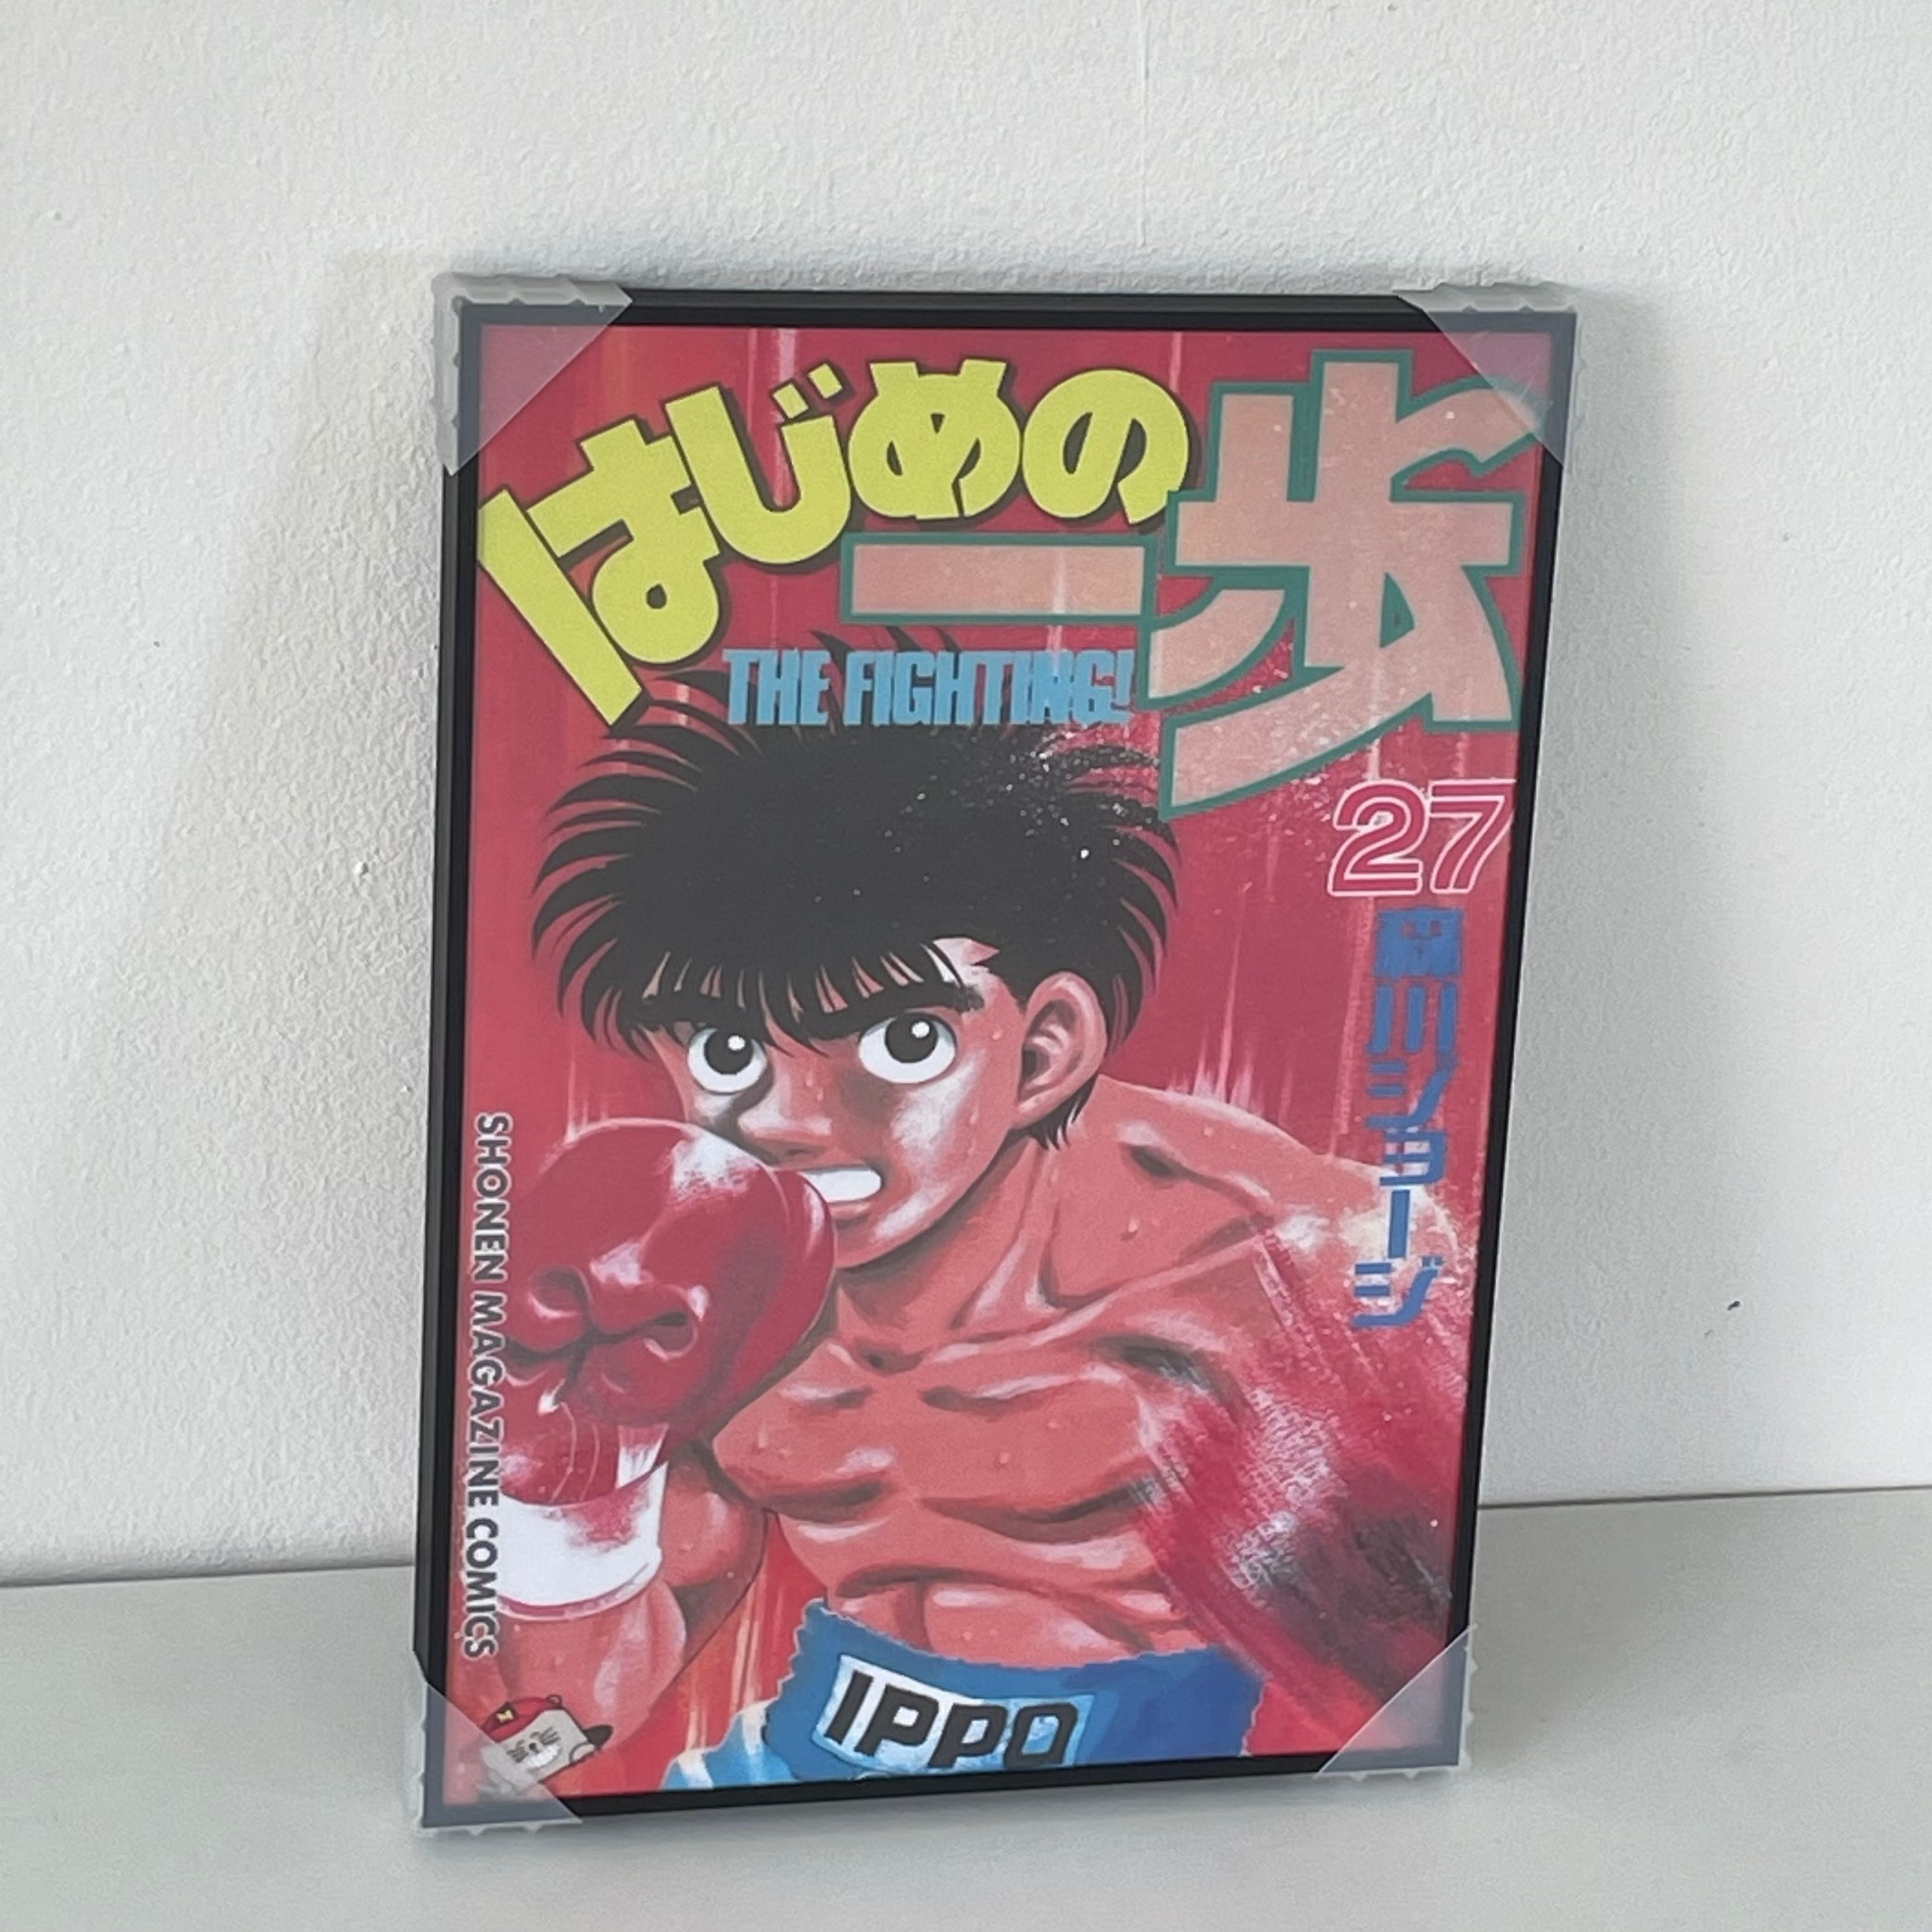 はじめの
一歩
THE FIGHTING!
27
森川ジョージ
SHONEN MAGAZINE COMICS
IPPO
M